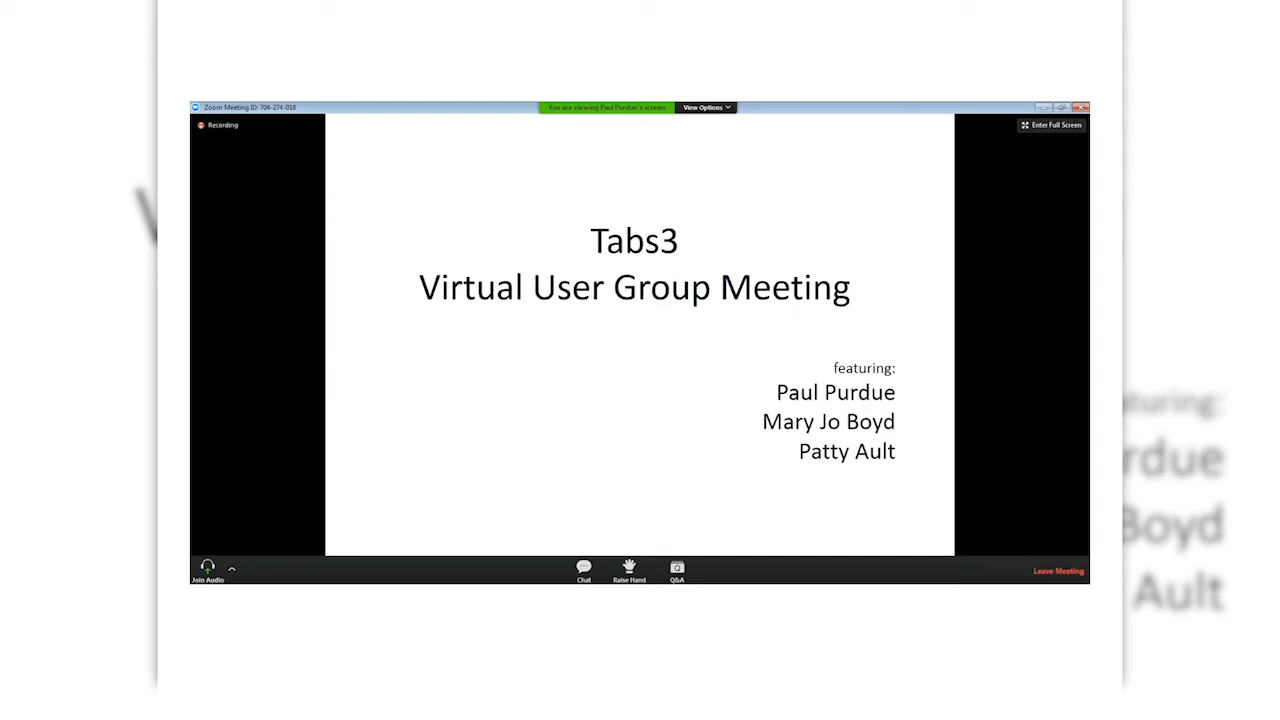 Zoom Meeting ID: 704-274-018
You are viewing Paul Purdue's screen
View Options
Recording
Enter Full Screen
Tabs3
Virtual User Group Meeting
featuring:
Paul Purdue
Mary Jo Boyd
Patty Ault
Join Audio
Chat
Raise Hand
Q&A
Leave Meeting